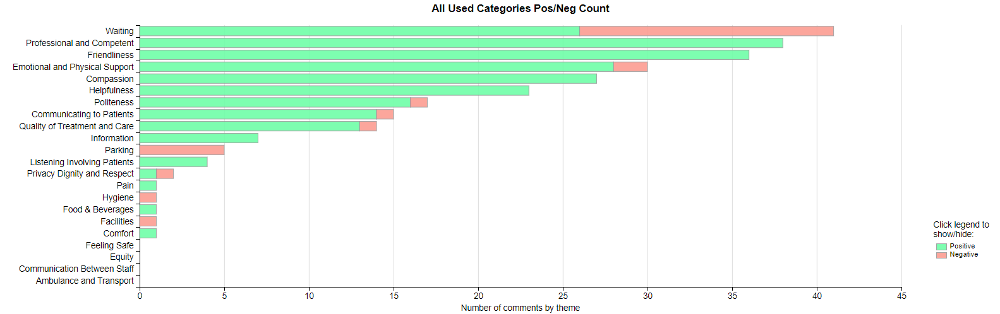 All Used Categories Pos/Neg Count
Waiting
Professional and Competent
Friendliness
Emotional and Physical Support
Compassion
Helpfulness
Politeness
Communicating to Patients
Quality of Treatment and Care
Information
Parking
Listening Involving Patients
Privacy Dignity and Respect
Pain
Hygiene
Food & Beverages
Facilities
Comfort
Feeling Safe
Equity
Communication Between Staff
Ambulance and Transport
0 5 10 15 20 25 30 35 40 45
Number of comments by theme
Click legend to
show/hide:
Positive
Negative